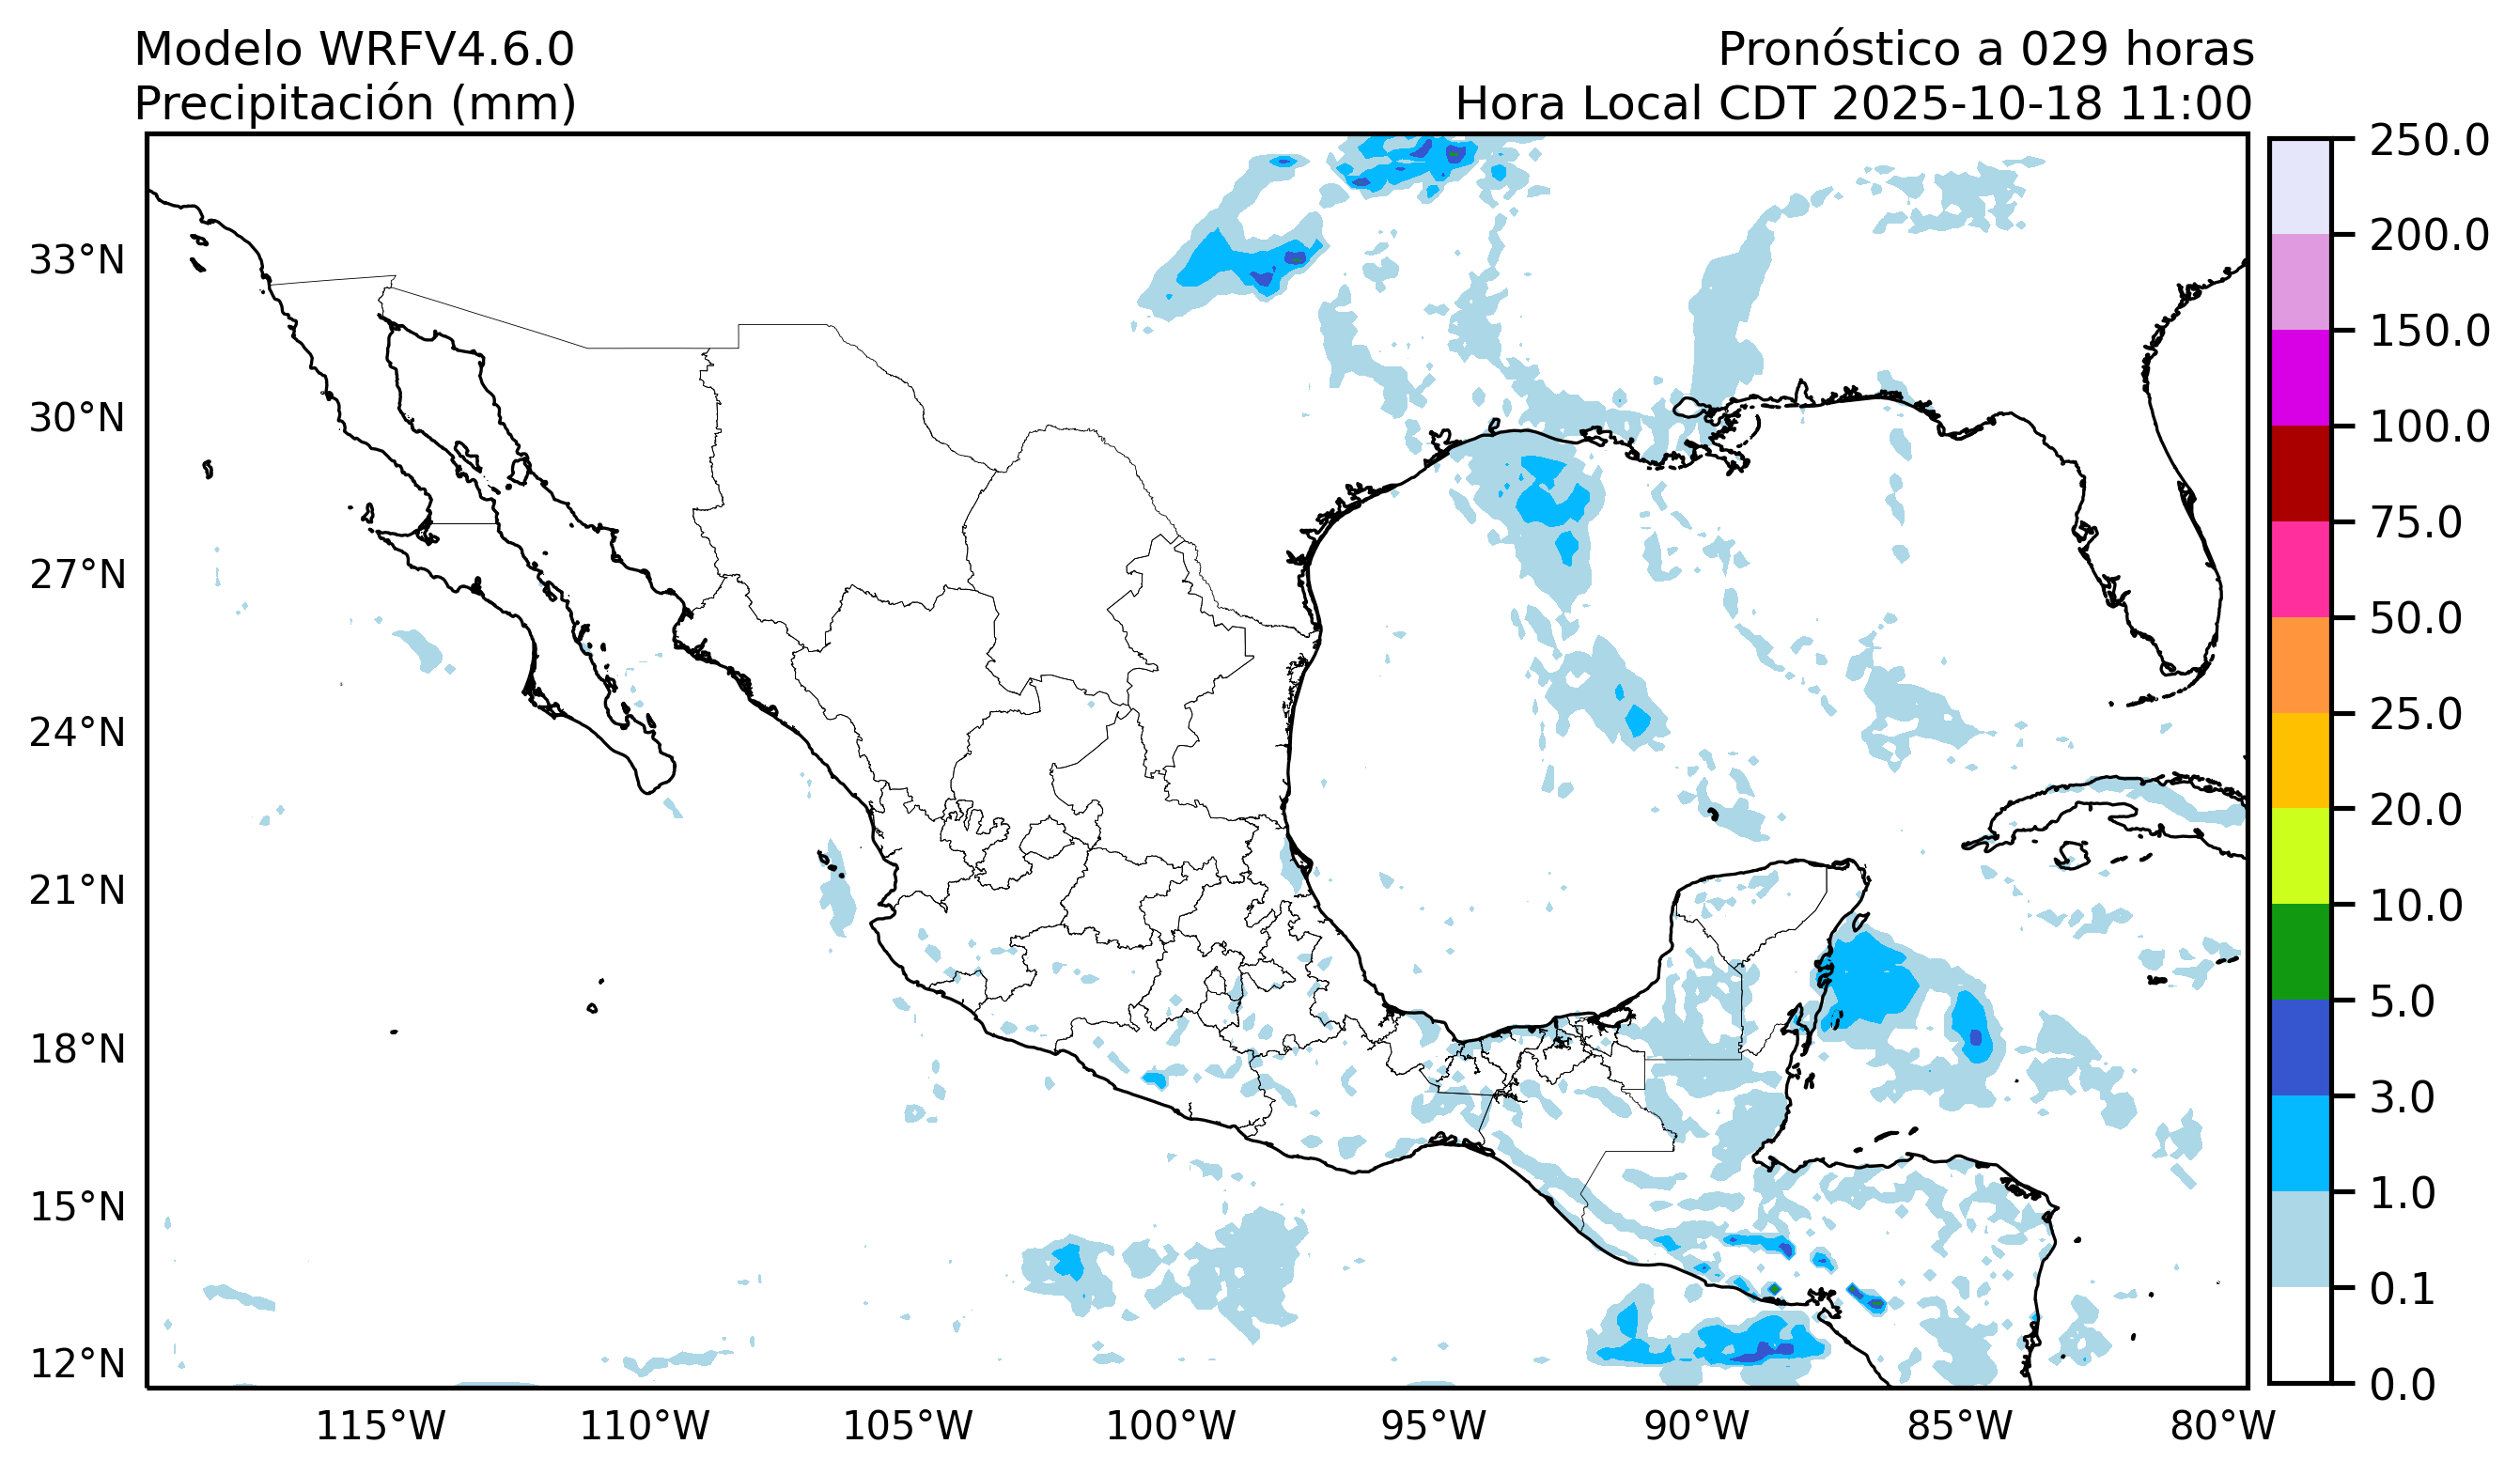 Modelo WRFV4.6.0
Precipitación (mm)
Pronóstico a 029 horas
Hora Local CDT 2025-10-18 11:00
33°N
30°N
27°N
24°N
21°N
18°N
15°N
12°N
115°W
110°W
105°W
100°W
95°W
90°W
85°W
80°W
250.0
200.0
150.0
100.0
75.0
50.0
25.0
20.0
10.0
5.0
3.0
1.0
0.1
0.0